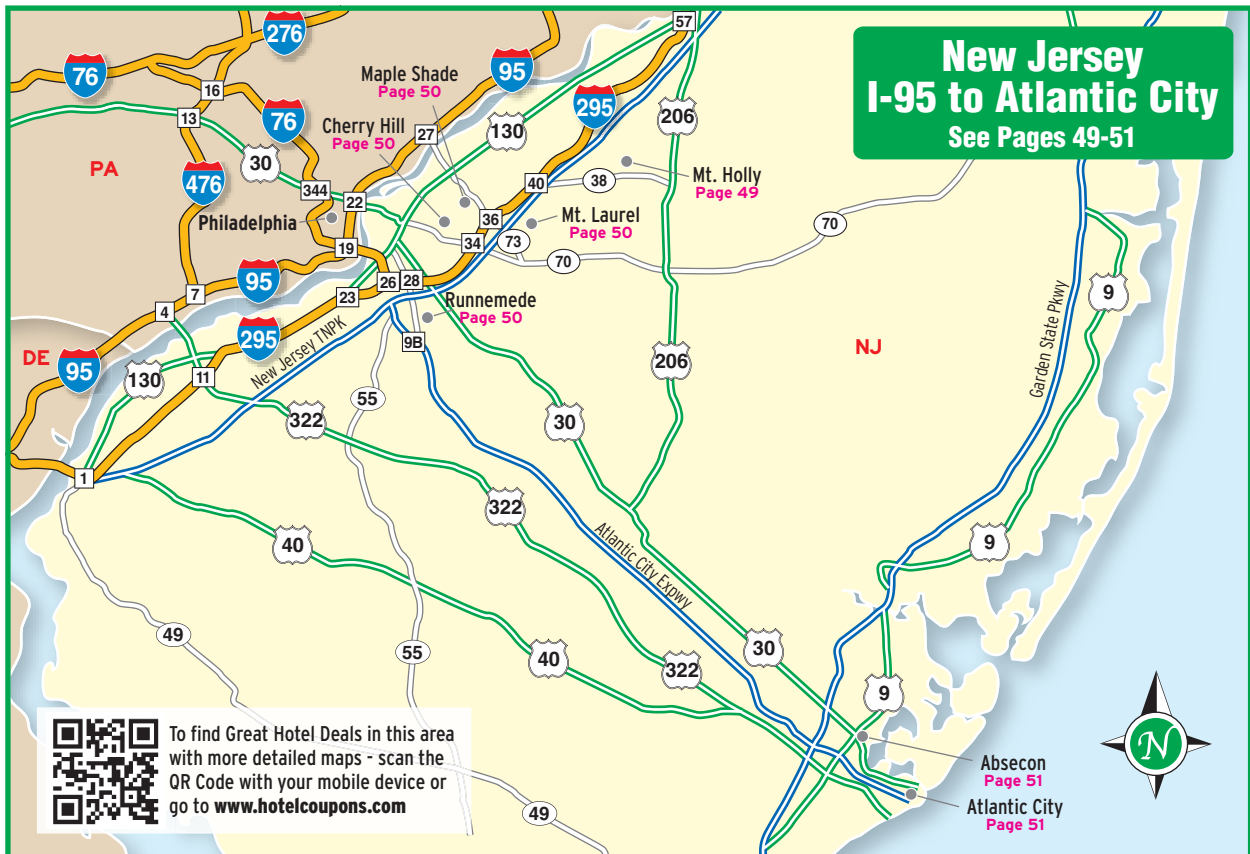 New Jersey
I-95 to Atlantic City
See Pages 49-51
276
76
16
13
76
30
PA
476
344
22
Philadelphia
19
95
7
4
DE
95
130
295
11
23
26
28
1
New Jersey TNPK
Maple Shade
Page 50
Cherry Hill
Page 50
95
27
130
57
295
206
38
Mt. Holly
Page 49
40
36
34
73
Mt. Laurel
Page 50
70
70
Runnemede
Page 50
9B
55
206
NJ
Garden State Pkwy
9
322
30
322
40
Atlantic City Expwy
9
49
55
40
30
322
9
49
Absecon
Page 51
Atlantic City
Page 51
N
To find Great Hotel Deals in this area
with more detailed maps - scan the
QR Code with your mobile device or
go to www.hotelcoupons.com